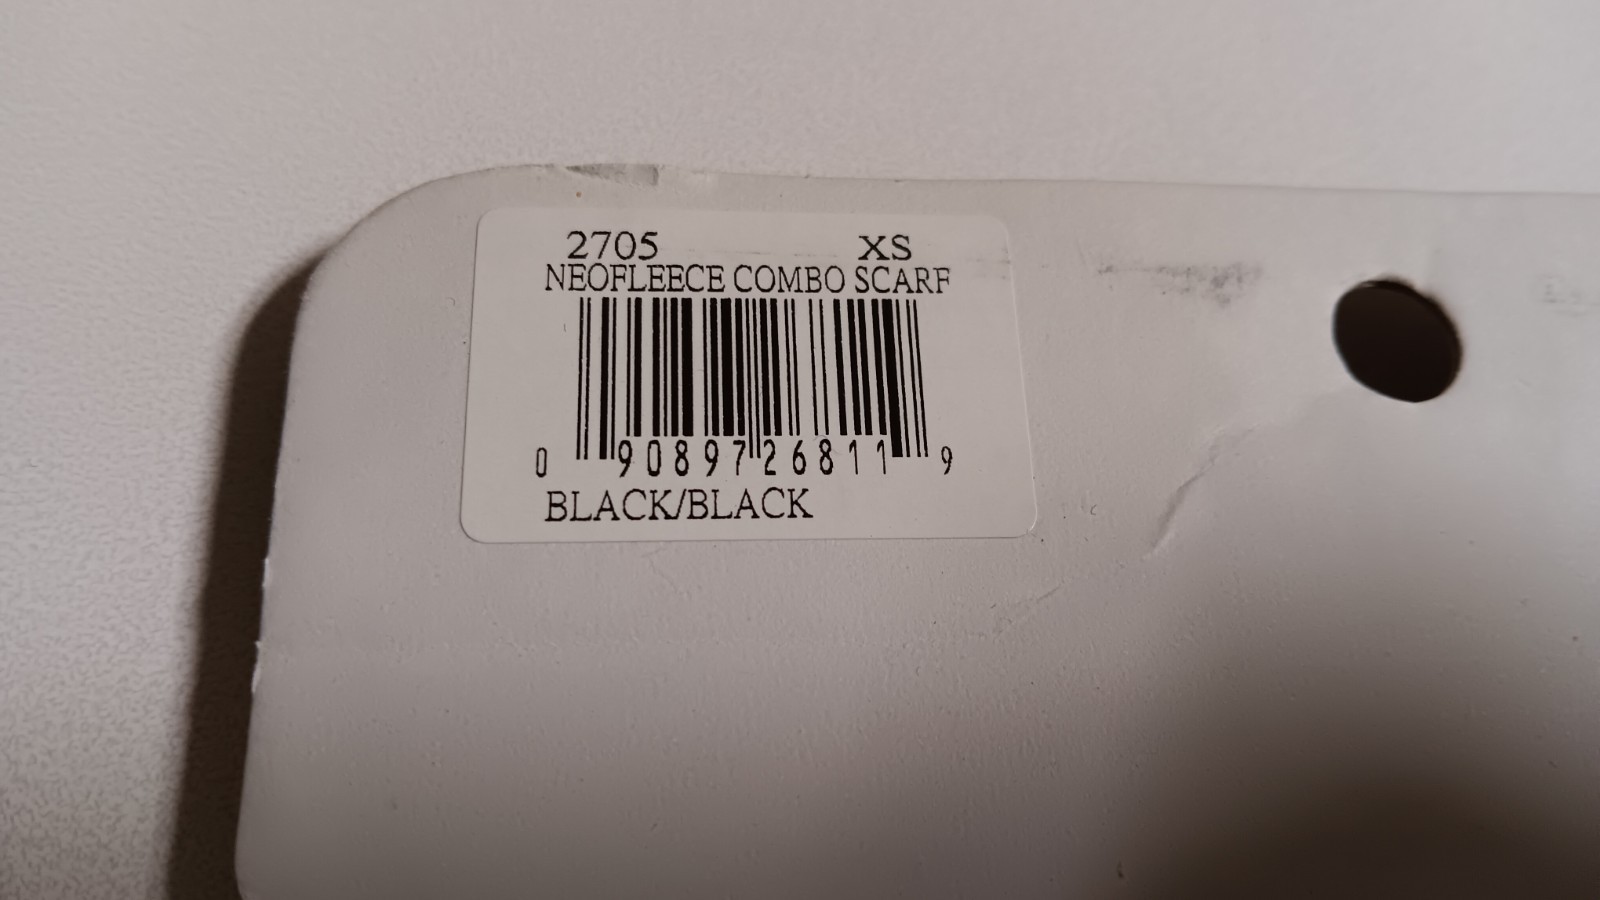 2705 XS
NEOFLEECE COMBO SCARF
0 90897 26811 9
BLACK/BLACK